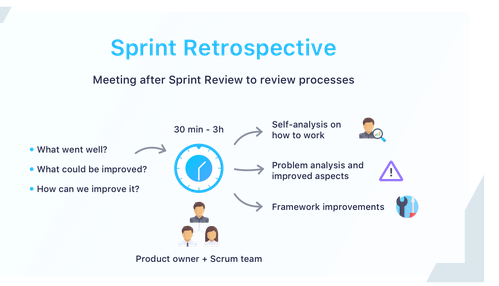 Sprint Retrospective
Meeting after Sprint Review to review processes
What went well?
What could be improved?
How can we improve it?
30 min - 3h
Product owner + Scrum team
Self-analysis on
how to work
Problem analysis and
improved aspects
Framework improvements